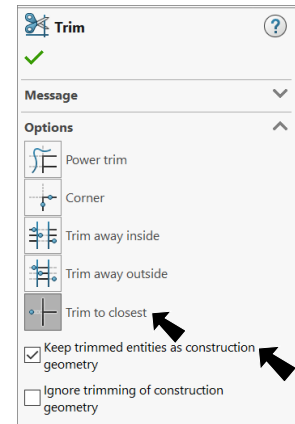 Trim
?
Message
Options
Power trim
Corner
Trim away inside
Trim away outside
Trim to closest
Keep trimmed entities as construction
geometry
Ignore trimming of construction
geometry